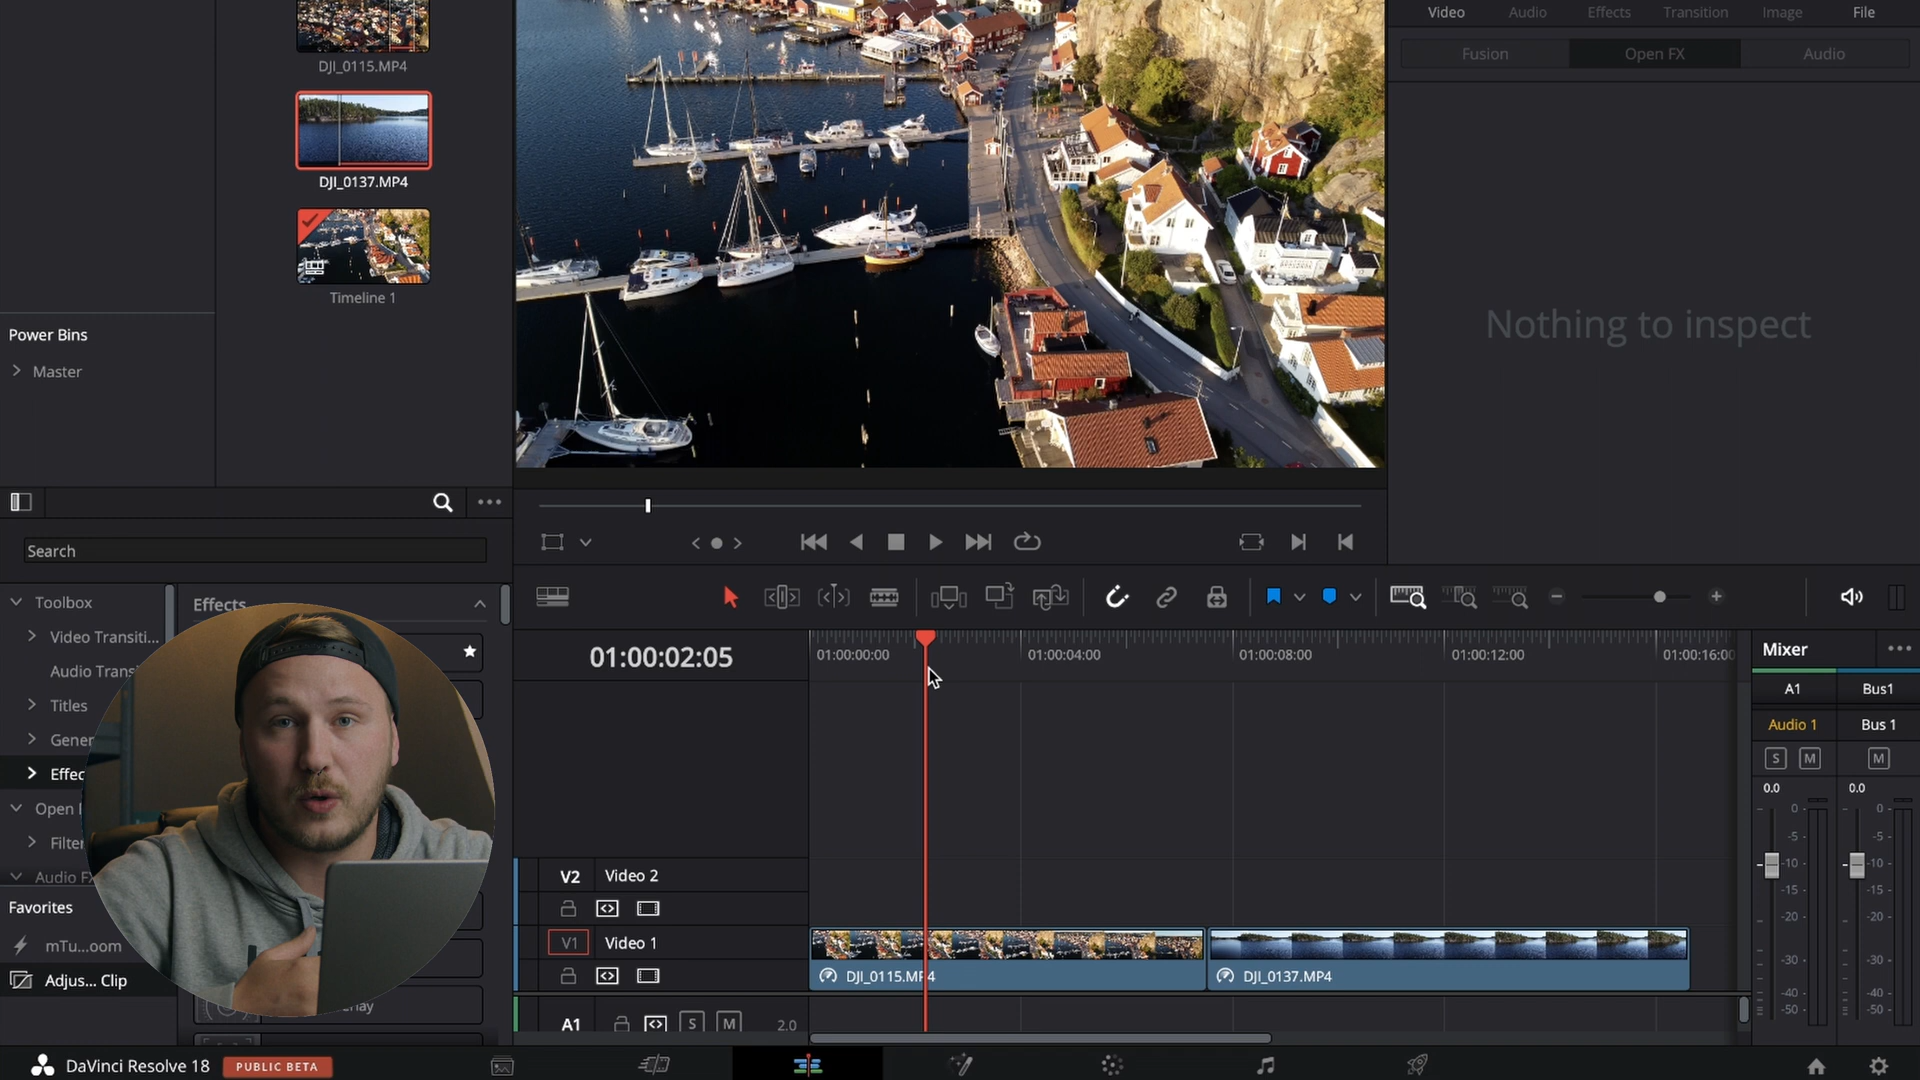 Video Audio Effects Transition Image File
Fusion Open FX Audio
DJI_0115.MP4
DJI_0137.MP4
Timeline 1
Nothing to inspect
Power Bins
Master
Search
Toolbox
Effects
Video Transiti...
Audio Trans
Titles
Gener
Effec
Open F
Filter
Audio FX
Favorites
mTu...oom
Adjus... Clip
lay
01:00:02:05
01:00:00:00 01:00:04:00 01:00:08:00 01:00:12:00 01:00:16:00
Mixer
A1 Bus1
Audio 1 Bus 1
S M M
0.0 0.0
0 0
-5 -5
-10 -10
-15 -15
-20 -20
-30 -30
-40 -40
-50 -50
V2 Video 2
V1 Video 1
DJI_0115.MP4 DJI_0137.MP4
A1 S M 2.0
DaVinci Resolve 18 PUBLIC BETA